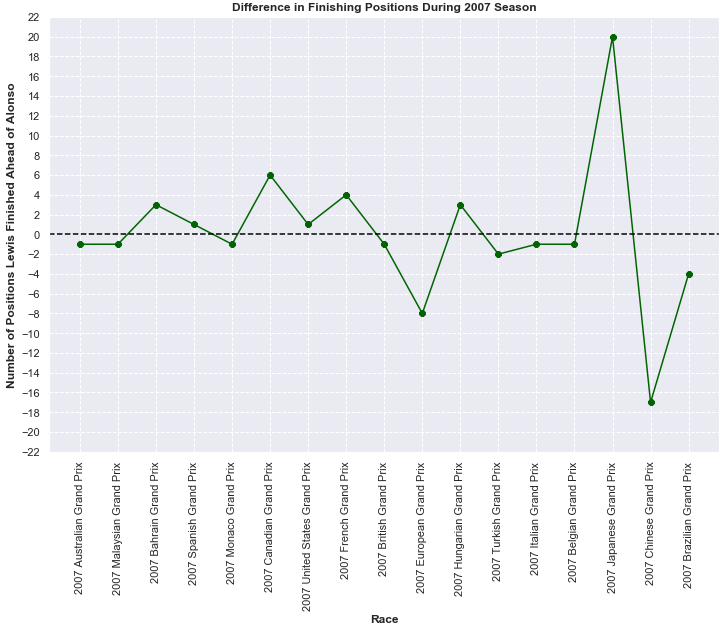 Difference in Finishing Positions During 2007 Season
Number of Positions Lewis Finished Ahead of Alonso
22
20
18
16
14
12
10
8
6
4
2
0
−2
−4
−6
−8
−10
−12
−14
−16
−18
−20
−22
2007 Australian Grand Prix
2007 Malaysian Grand Prix
2007 Bahrain Grand Prix
2007 Spanish Grand Prix
2007 Monaco Grand Prix
2007 Canadian Grand Prix
2007 United States Grand Prix
2007 French Grand Prix
2007 British Grand Prix
2007 European Grand Prix
2007 Hungarian Grand Prix
2007 Turkish Grand Prix
2007 Italian Grand Prix
2007 Belgian Grand Prix
2007 Japanese Grand Prix
2007 Chinese Grand Prix
2007 Brazilian Grand Prix
Race